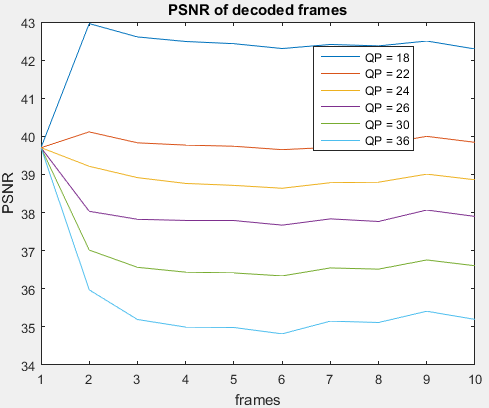 PSNR of decoded frames
43
42
41
40
39
38
37
36
35
34
PSNR
QP = 18
QP = 22
QP = 24
QP = 26
QP = 30
QP = 36
1 2 3 4 5 6 7 8 9 10
frames